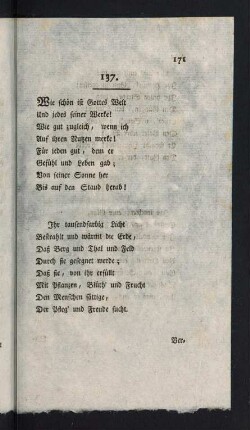 171
137.
Wie schön ist Gottes Welt
Und jedes seiner Werke!
Wie gut zugleich, wenn ich
Auf ihren Nutzen merke!
Für jeden gut, dem er
Gefühl und Leben gab;
Von seiner Sonne her
Bis auf den Staub herab!
Ihr tausendfarbig Licht
Bestrahlt und wärmt die Erde,
Daß Berg und Thal und Feld
Durch sie gesegnet werde;
Daß sie, von ihr erfüllt
Mit Pflanzen, Blüth' und Frucht
Den Menschen sättige,
Der Pfleg' und Freude sucht.
Ver-